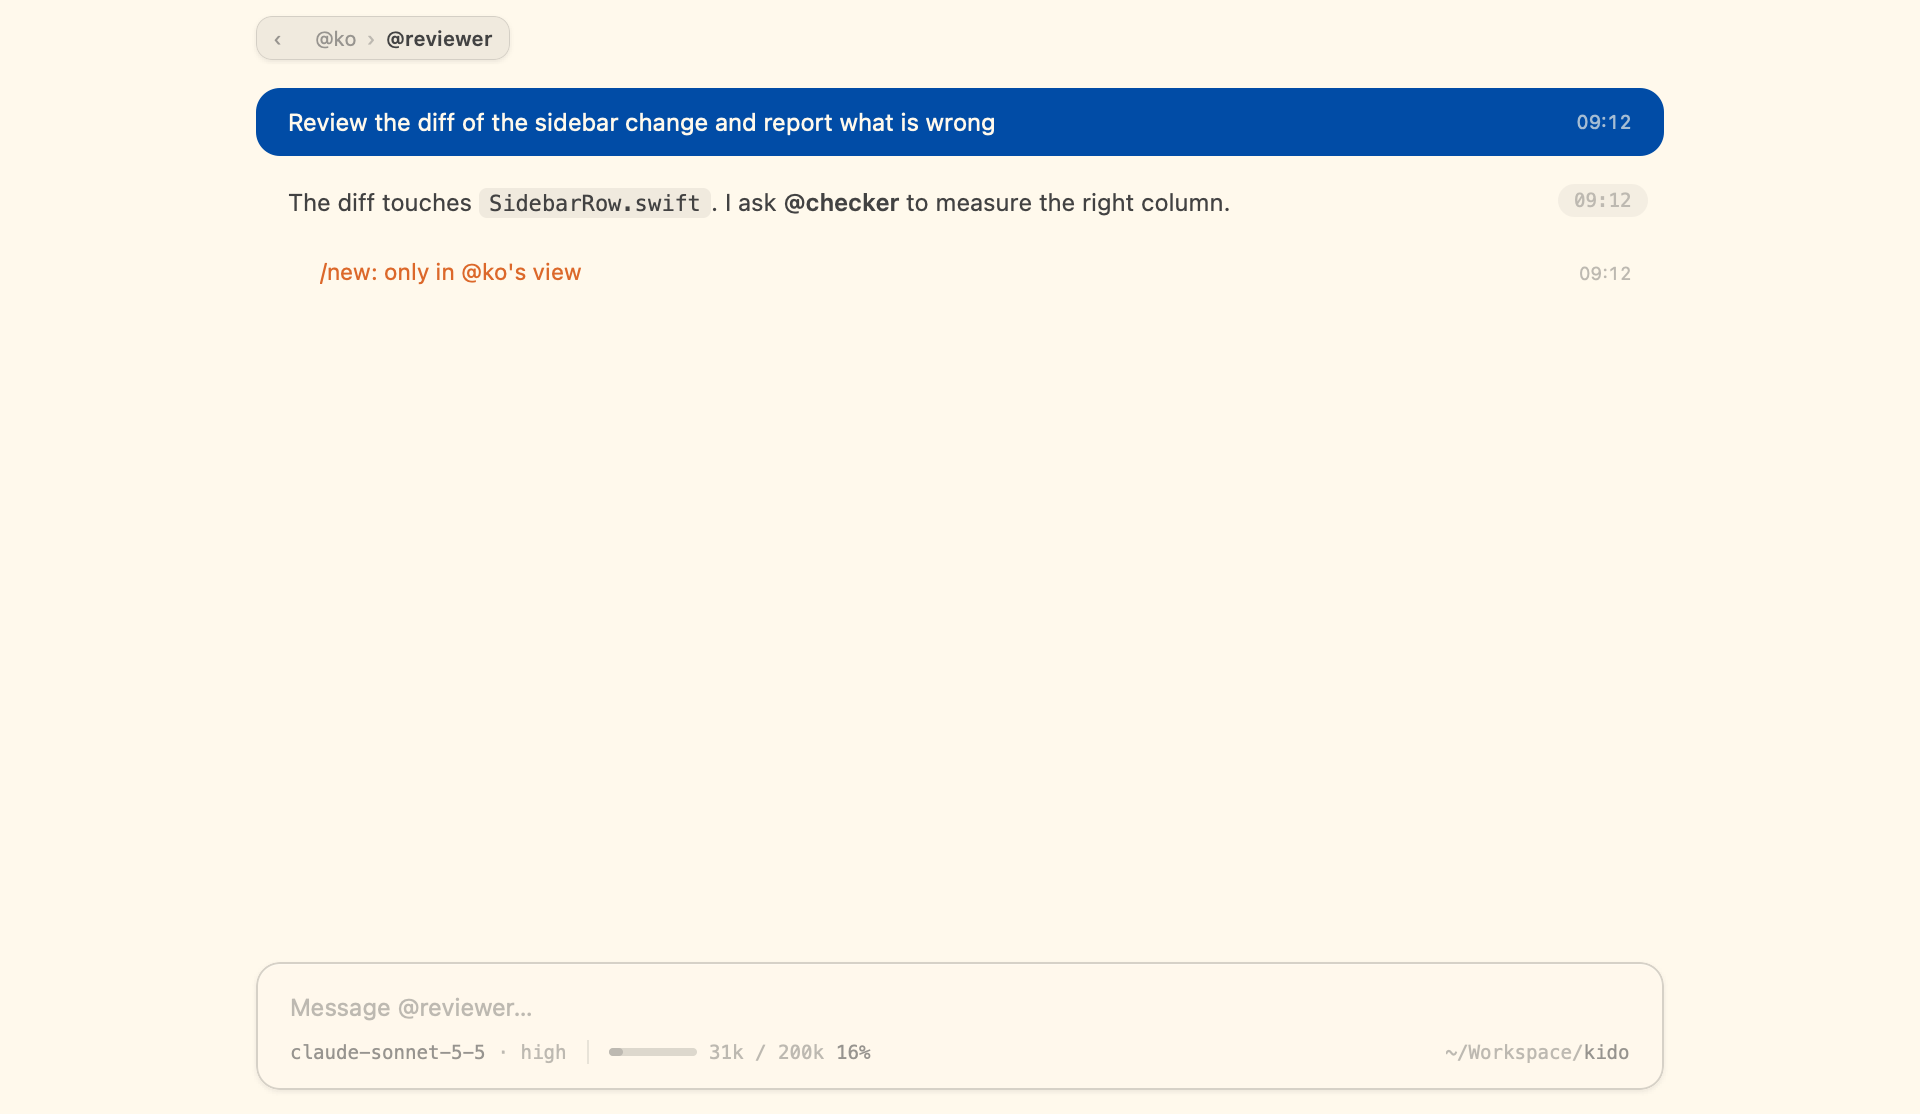 ‹ @ko › @reviewer
Review the diff of the sidebar change and report what is wrong 09:12
The diff touches SidebarRow.swift. I ask @checker to measure the right column. 09:12
/new: only in @ko's view 09:12
Message @reviewer…
claude-sonnet-5-5 · high 31k / 200k 16% ~/Workspace/kido